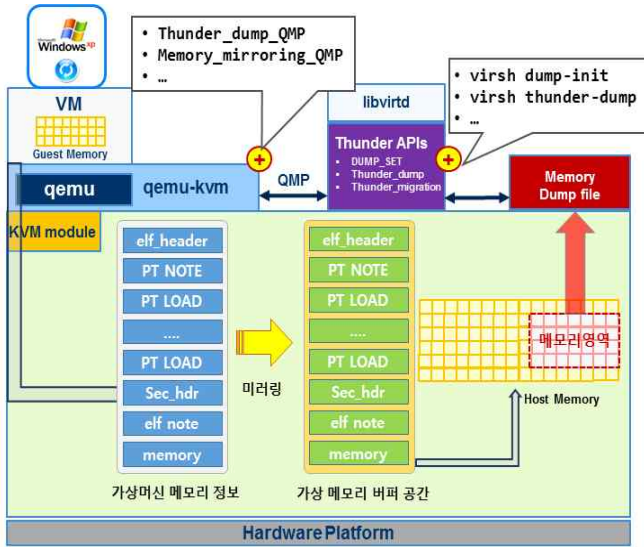 Microsoft
Windows xp
• Thunder_dump_QMP
• Memory_mirroring_QMP
• …
• virsh dump-init
• virsh thunder-dump
• …
VM
Guest Memory
libvirtd
Thunder APIs
• DUMP_SET
• Thunder_dump
• Thunder_migration
qemu
qemu-kvm
QMP
Memory
Dump file
KVM module
elf_header
PT NOTE
PT LOAD
....
PT LOAD
Sec_hdr
elf note
memory
미러링
elf_header
PT NOTE
PT LOAD
....
PT LOAD
Sec_hdr
elf note
memory
메모리영역
Host Memory
가상머신 메모리 정보
가상 메모리 버퍼 공간
Hardware Platform